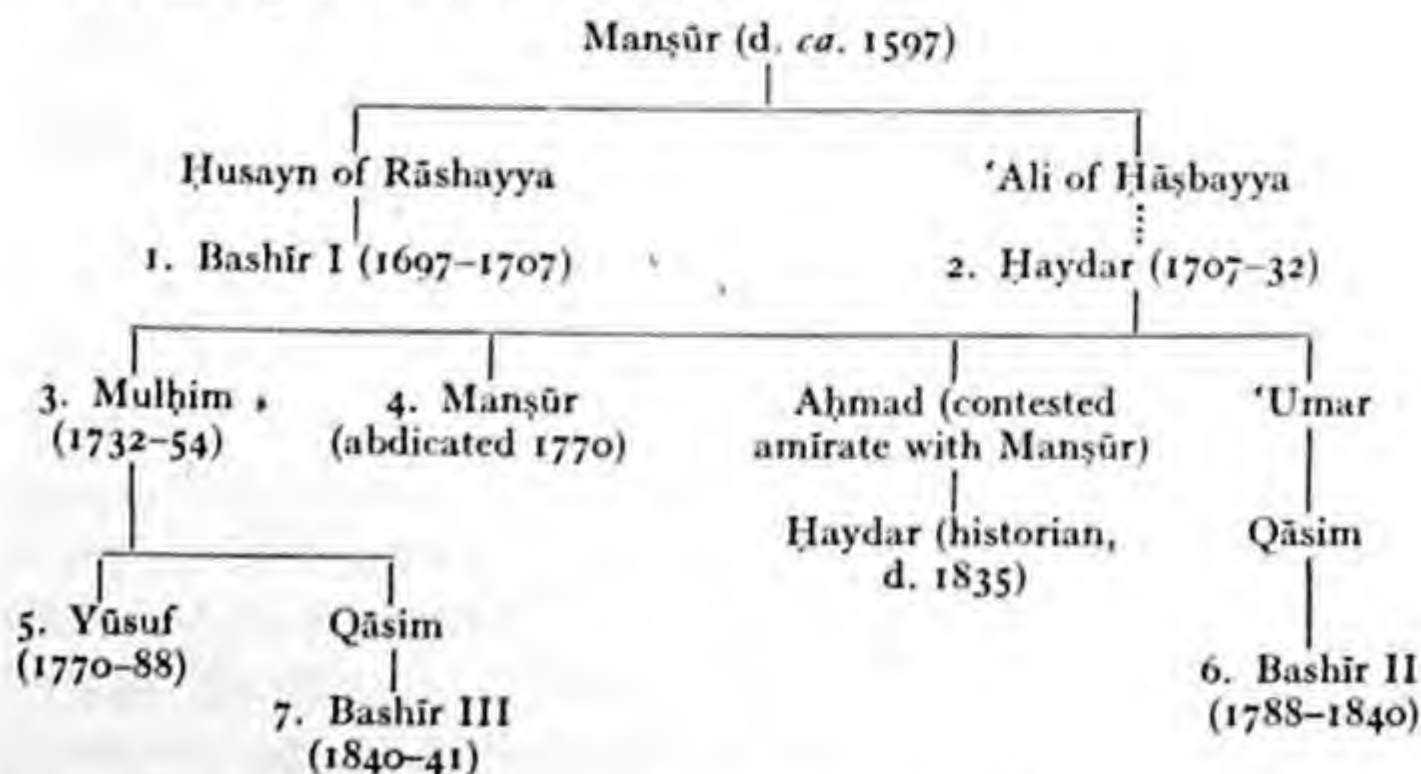 Manṣūr (d. ca. 1597)
Ḥusayn of Rāshayya
‘Ali of Ḥāṣbayya
1. Bashīr I (1697–1707)
2. Ḥaydar (1707–32)
3. Mulḥim
(1732–54)
4. Manṣūr
(abdicated 1770)
Aḥmad (contested
amīrate with Manṣūr)
‘Umar
Ḥaydar (historian,
d. 1835)
Qāsim
5. Yūsuf
(1770–88)
Qāsim
6. Bashīr II
(1788–1840)
7. Bashīr III
(1840–41)